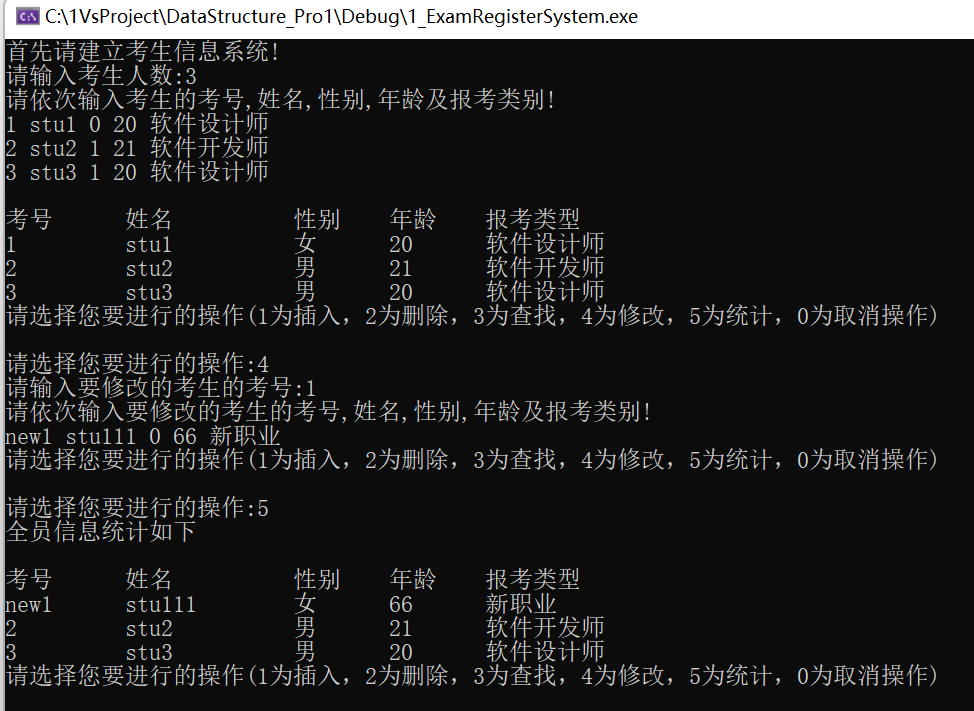 C:\1VsProject\DataStructure_Pro1\Debug\1_ExamRegisterSystem.exe
首先请建立考生信息系统!
请输入考生人数:3
请依次输入考生的考号,姓名,性别,年龄及报考类别!
1 stu1 0 20 软件设计师
2 stu2 1 21 软件开发师
3 stu3 1 20 软件设计师
考号 姓名 性别 年龄 报考类型
1 stu1 女 20 软件设计师
2 stu2 男 21 软件开发师
3 stu3 男 20 软件设计师
请选择您要进行的操作(1为插入，2为删除，3为查找，4为修改，5为统计，0为取消操作)
请选择您要进行的操作:4
请输入要修改的考生的考号:1
请依次输入要修改的考生的考号,姓名,性别,年龄及报考类别!
new1 stu111 0 66 新职业
请选择您要进行的操作(1为插入，2为删除，3为查找，4为修改，5为统计，0为取消操作)
请选择您要进行的操作:5
全员信息统计如下
考号 姓名 性别 年龄 报考类型
new1 stu111 女 66 新职业
2 stu2 男 21 软件开发师
3 stu3 男 20 软件设计师
请选择您要进行的操作(1为插入，2为删除，3为查找，4为修改，5为统计，0为取消操作)